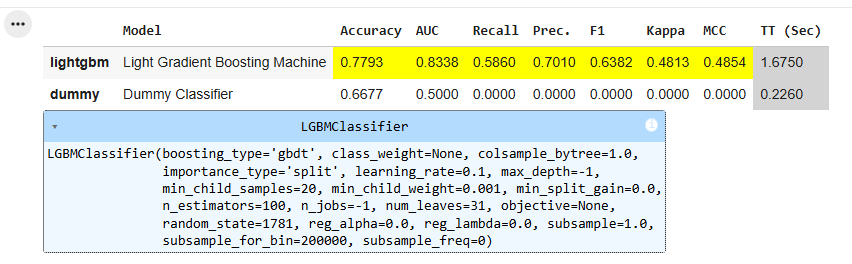 Model Accuracy AUC Recall Prec. F1 Kappa MCC TT (Sec)
lightgbm Light Gradient Boosting Machine 0.7793 0.8338 0.5860 0.7010 0.6382 0.4813 0.4854 1.6750
dummy Dummy Classifier 0.6677 0.5000 0.0000 0.0000 0.0000 0.0000 0.0000 0.2260
LGBMClassifier
LGBMClassifier(boosting_type='gbdt', class_weight=None, colsample_bytree=1.0,
importance_type='split', learning_rate=0.1, max_depth=-1,
min_child_samples=20, min_child_weight=0.001, min_split_gain=0.0,
n_estimators=100, n_jobs=-1, num_leaves=31, objective=None,
random_state=1781, reg_alpha=0.0, reg_lambda=0.0, subsample=1.0,
subsample_for_bin=200000, subsample_freq=0)